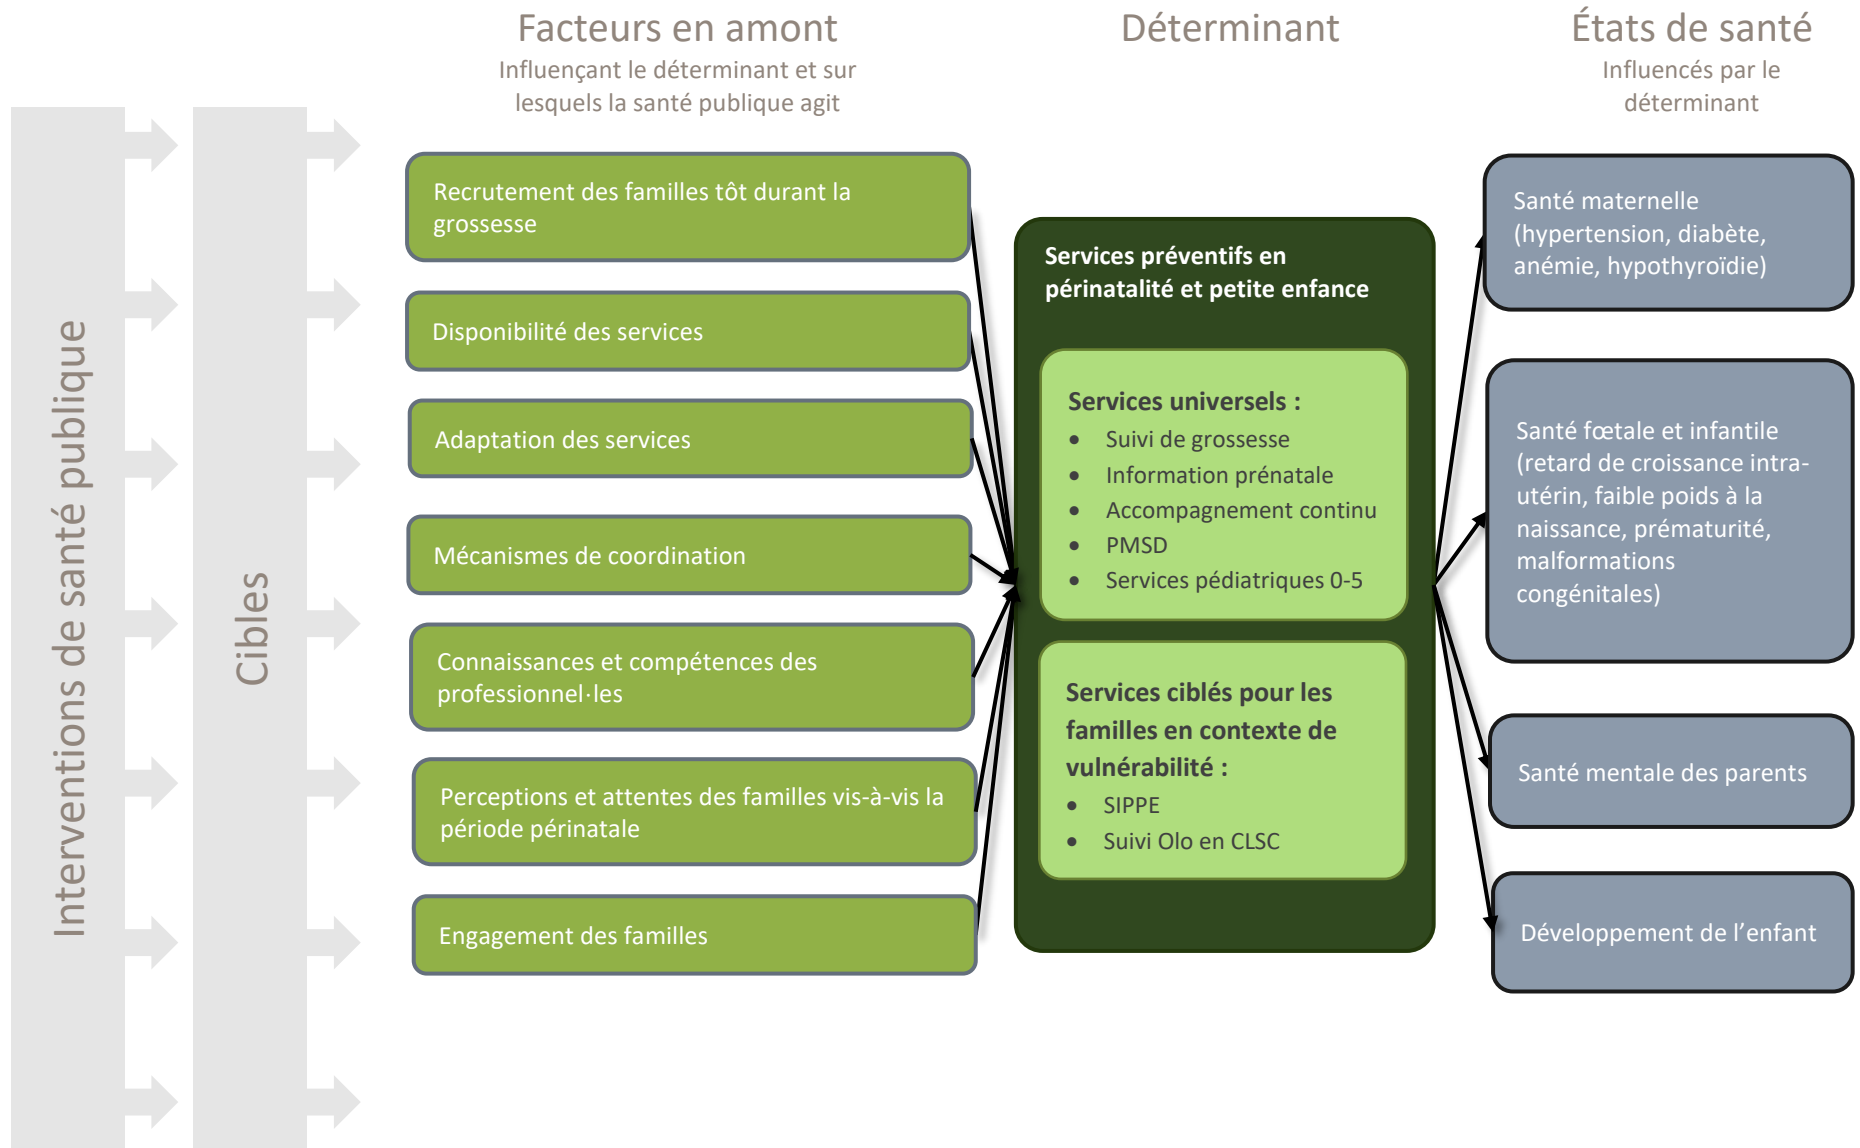 Facteurs en amont
Influençant le déterminant et sur
lesquels la santé publique agit
Déterminant
États de santé
Influencés par le
déterminant
Interventions de santé publique
Cibles
Recrutement des familles tôt durant la
grossesse
Disponibilité des services
Adaptation des services
Mécanismes de coordination
Connaissances et compétences des
professionnel·les
Perceptions et attentes des familles vis-à-vis la
période périnatale
Engagement des familles
Services préventifs en
périnatalité et petite enfance
Services universels :
• Suivi de grossesse
• Information prénatale
• Accompagnement continu
• PMSD
• Services pédiatriques 0-5
Services ciblés pour les
familles en contexte de
vulnérabilité :
• SIPPE
• Suivi Olo en CLSC
Santé maternelle
(hypertension, diabète,
anémie, hypothyroïdie)
Santé fœtale et infantile
(retard de croissance intra-
utérin, faible poids à la
naissance, prématurité,
malformations
congénitales)
Santé mentale des parents
Développement de l'enfant